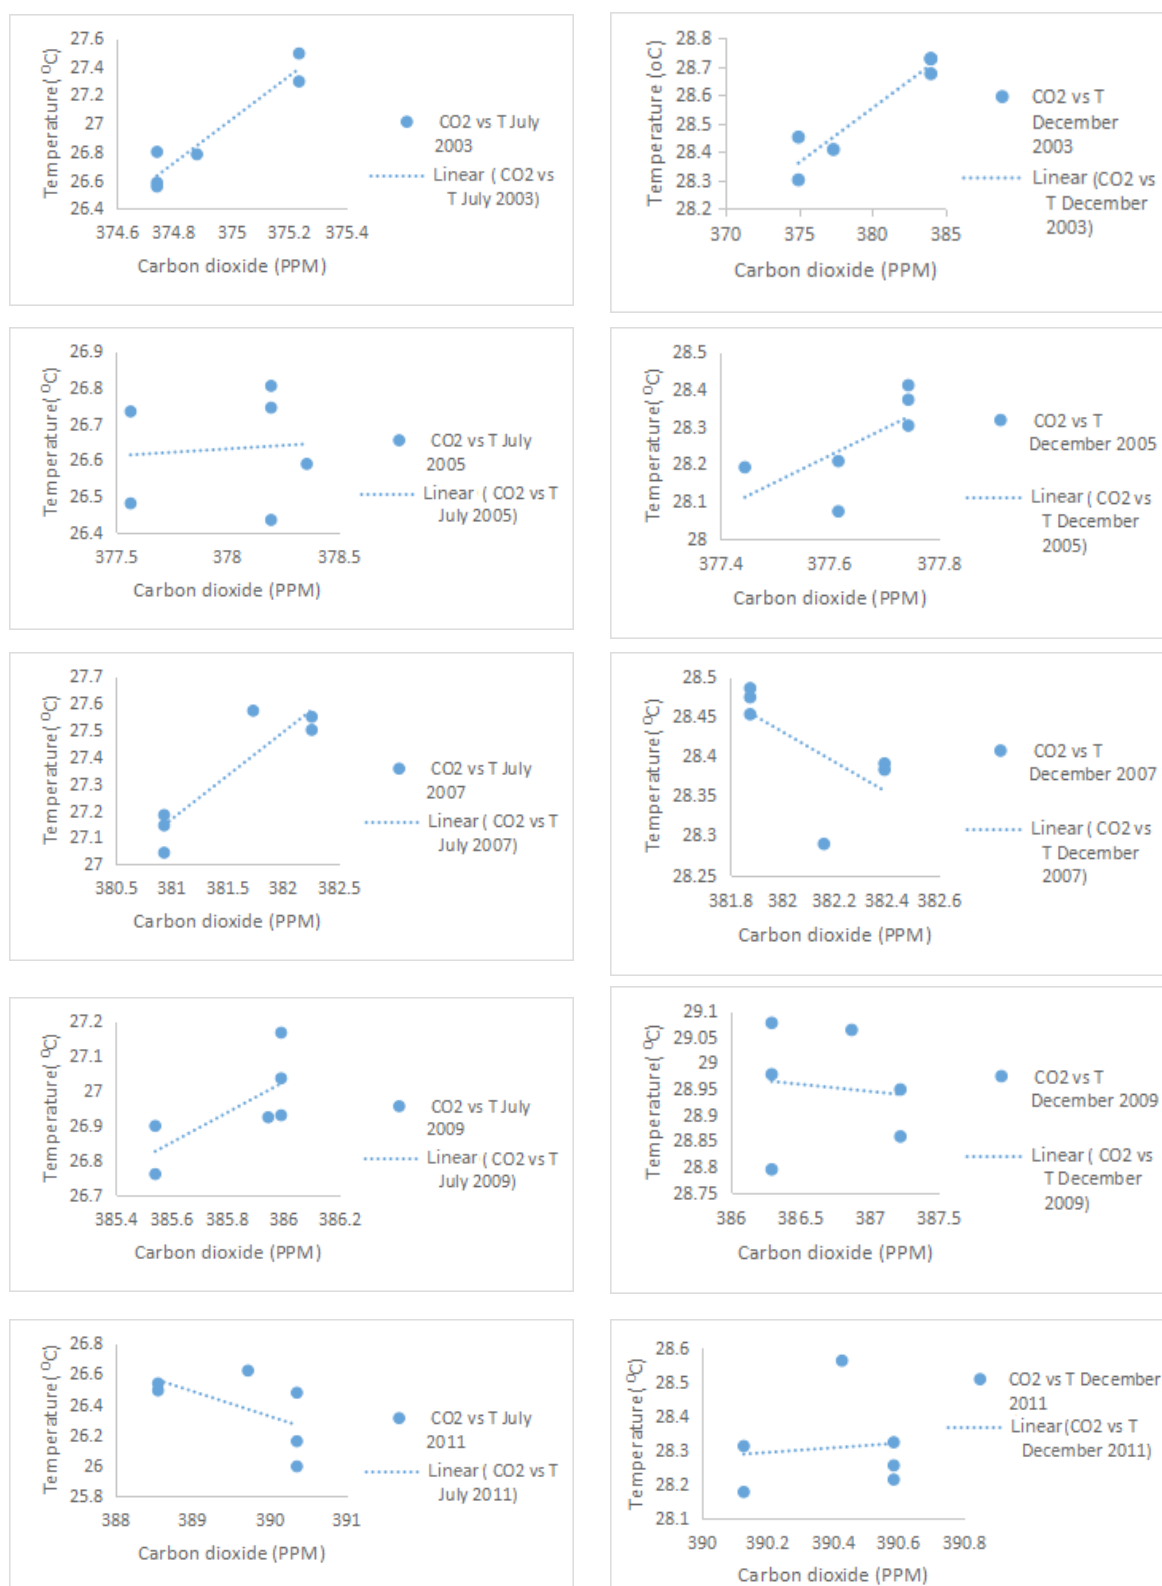 27.6
27.4
27.2
27
26.8
26.6
26.4
Temperature( ⁰C)
374.6 374.8 375 375.2 375.4
Carbon dioxide (PPM)
CO2 vs T July
2003
Linear ( CO2 vs
T July 2003)
28.8
28.7
28.6
28.5
28.4
28.3
28.2
Temperature (oC)
370 375 380 385
Carbon dioxide (PPM)
CO2 vs T
December
2003
Linear (CO2 vs
T December
2003)
26.9
26.8
26.7
26.6
26.5
26.4
Temperature( ⁰C)
377.5 378 378.5
Carbon dioxide (PPM)
CO2 vs T July
2005
Linear ( CO2 vs T
July 2005)
28.5
28.4
28.3
28.2
28.1
28
Temperature( ⁰C)
377.4 377.6 377.8
Carbon dioxide (PPM)
CO2 vs T
December 2005
Linear ( CO2 vs
T December
2005)
27.7
27.6
27.5
27.4
27.3
27.2
27.1
27
Temperature( ⁰C)
380.5 381 381.5 382 382.5
Carbon dioxide (PPM)
CO2 vs T July
2007
Linear ( CO2 vs T
July 2007)
28.5
28.45
28.4
28.35
28.3
28.25
Temperature( ⁰C)
381.8 382 382.2 382.4 382.6
Carbon dioxide (PPM)
CO2 vs T
December 2007
Linear ( CO2 vs
T December
2007)
27.2
27.1
27
26.9
26.8
26.7
Temperature( ⁰C)
385.4 385.6 385.8 386 386.2
Carbon dioxide (PPM)
CO2 vs T July
2009
Linear ( CO2 vs T
July 2009)
29.1
29.05
29
28.95
28.9
28.85
28.8
28.75
Temperature( ⁰C)
386 386.5 387 387.5
Carbon dioxide (PPM)
CO2 vs T
December 2009
Linear ( CO2 vs
T December
2009)
26.8
26.6
26.4
26.2
26
25.8
Temperature( ⁰C)
388 389 390 391
Carbon dioxide (PPM)
CO2 vs T July
2011
Linear ( CO2 vs T
July 2011)
28.6
28.5
28.4
28.3
28.2
28.1
Temperature( ⁰C)
390 390.2 390.4 390.6 390.8
Carbon dioxide (PPM)
CO2 vs T December
2011
Linear (CO2 vs T
December 2011)